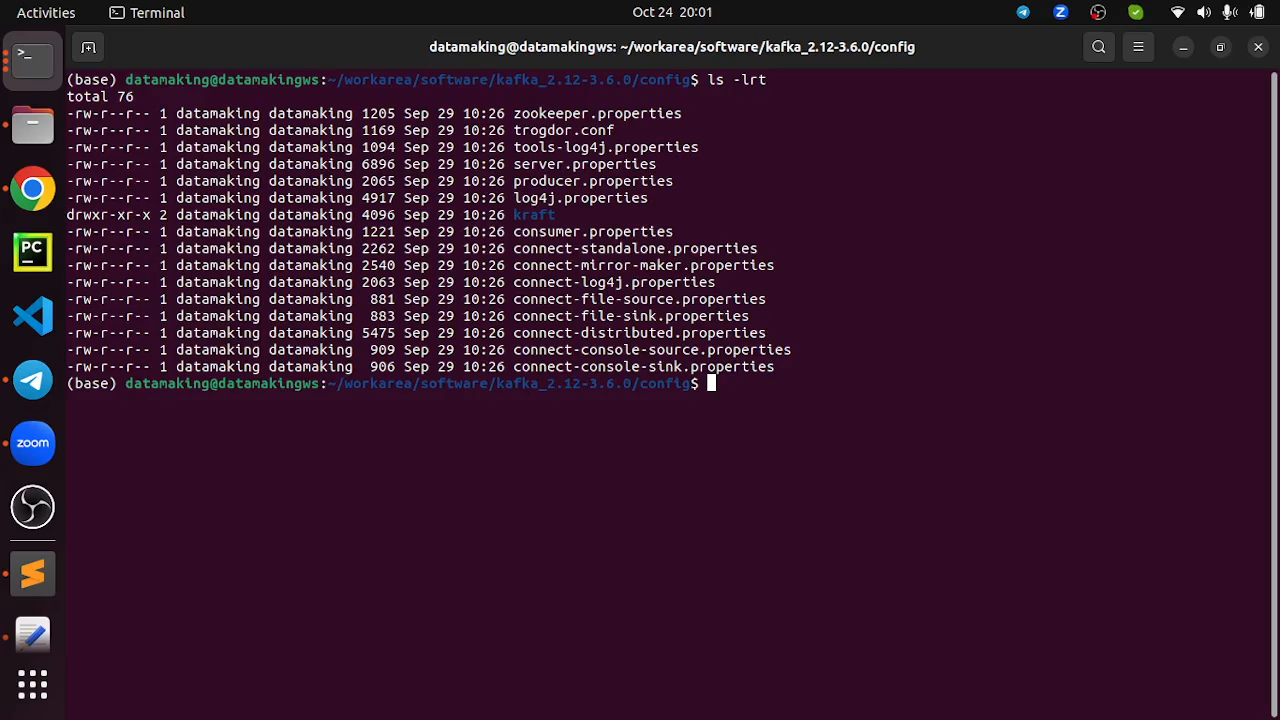 Activities Terminal Oct 24 20:01
datamaking@datamakingws: ~/workarea/software/kafka_2.12-3.6.0/config
(base) datamaking@datamakingws:~/workarea/software/kafka_2.12-3.6.0/config$ ls -lrt
total 76
-rw-r--r-- 1 datamaking datamaking 1205 Sep 29 10:26 zookeeper.properties
-rw-r--r-- 1 datamaking datamaking 1169 Sep 29 10:26 trogdor.conf
-rw-r--r-- 1 datamaking datamaking 1094 Sep 29 10:26 tools-log4j.properties
-rw-r--r-- 1 datamaking datamaking 6896 Sep 29 10:26 server.properties
-rw-r--r-- 1 datamaking datamaking 2065 Sep 29 10:26 producer.properties
-rw-r--r-- 1 datamaking datamaking 4917 Sep 29 10:26 log4j.properties
drwxr-xr-x 2 datamaking datamaking 4096 Sep 29 10:26 kraft
-rw-r--r-- 1 datamaking datamaking 1221 Sep 29 10:26 consumer.properties
-rw-r--r-- 1 datamaking datamaking 2262 Sep 29 10:26 connect-standalone.properties
-rw-r--r-- 1 datamaking datamaking 2540 Sep 29 10:26 connect-mirror-maker.properties
-rw-r--r-- 1 datamaking datamaking 2063 Sep 29 10:26 connect-log4j.properties
-rw-r--r-- 1 datamaking datamaking  881 Sep 29 10:26 connect-file-source.properties
-rw-r--r-- 1 datamaking datamaking  883 Sep 29 10:26 connect-file-sink.properties
-rw-r--r-- 1 datamaking datamaking 5475 Sep 29 10:26 connect-distributed.properties
-rw-r--r-- 1 datamaking datamaking  909 Sep 29 10:26 connect-console-source.properties
-rw-r--r-- 1 datamaking datamaking  906 Sep 29 10:26 connect-console-sink.properties
(base) datamaking@datamakingws:~/workarea/software/kafka_2.12-3.6.0/config$
PC
zoom